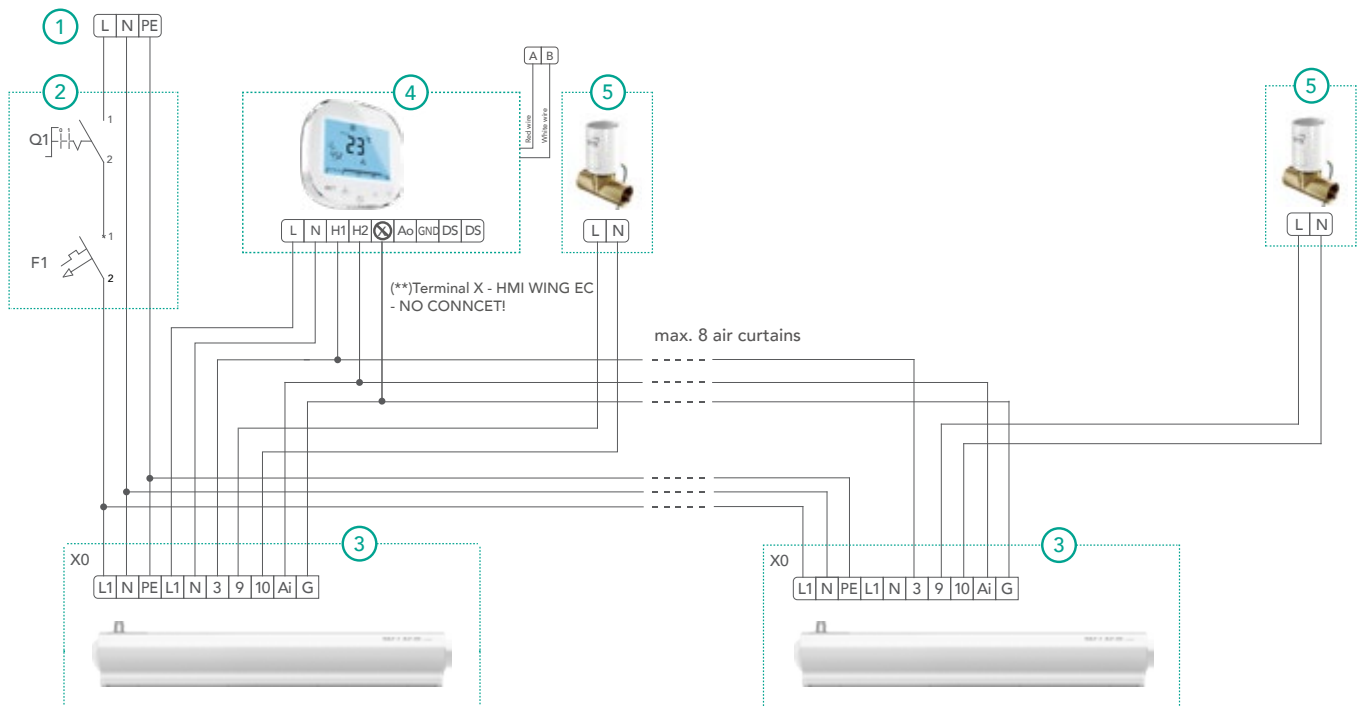 1
L N PE
A B
2
4
5
5
1
Red wire
White wire
Q1
0 1
2
23°c
L N
L N H1 H2 X Ao GND DS DS
L N
* 1
F1
2
(**)Terminal X - HMI WING EC
- NO CONNCET!
max. 8 air curtains
3
3
X0
X0
L1 N PE L1 N 3 9 10 Ai G
L1 N PE L1 N 3 9 10 Ai G